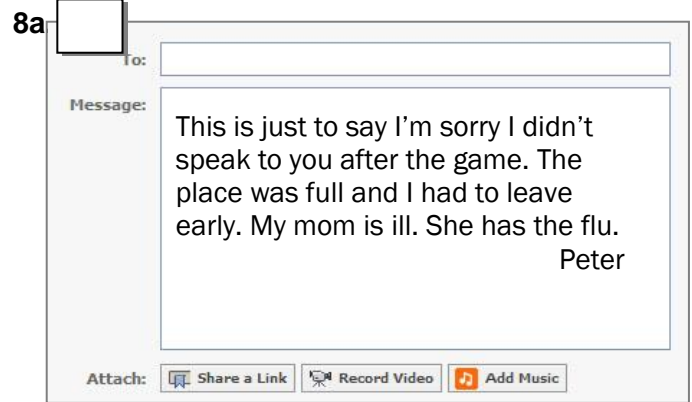 8a
To:
Message:
This is just to say I'm sorry I didn't
speak to you after the game. The
place was full and I had to leave
early. My mom is ill. She has the flu.
Peter
Attach: Share a Link Record Video Add Music